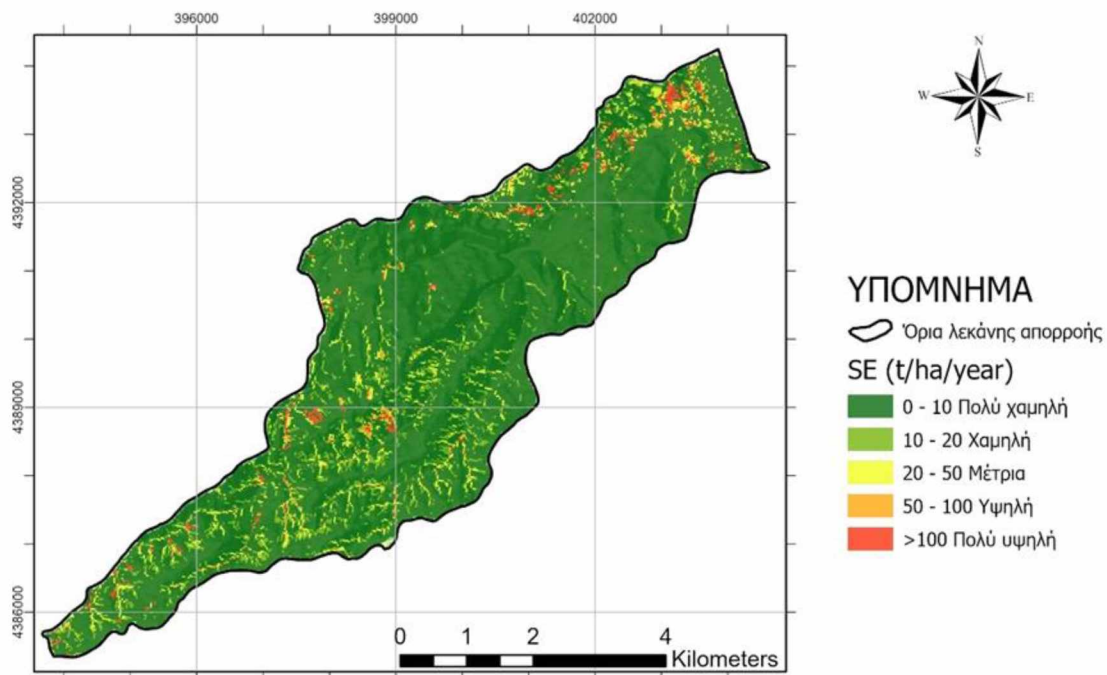 396000
399000
402000
4392000
4389000
4386000
0 1 2 4
Kilometers
N
W E
S
ΥΠΟΜΝΗΜΑ
Όρια λεκάνης απορροής
SE (t/ha/year)
0 - 10 Πολύ χαμηλή
10 - 20 Χαμηλή
20 - 50 Μέτρια
50 - 100 Υψηλή
>100 Πολύ υψηλή